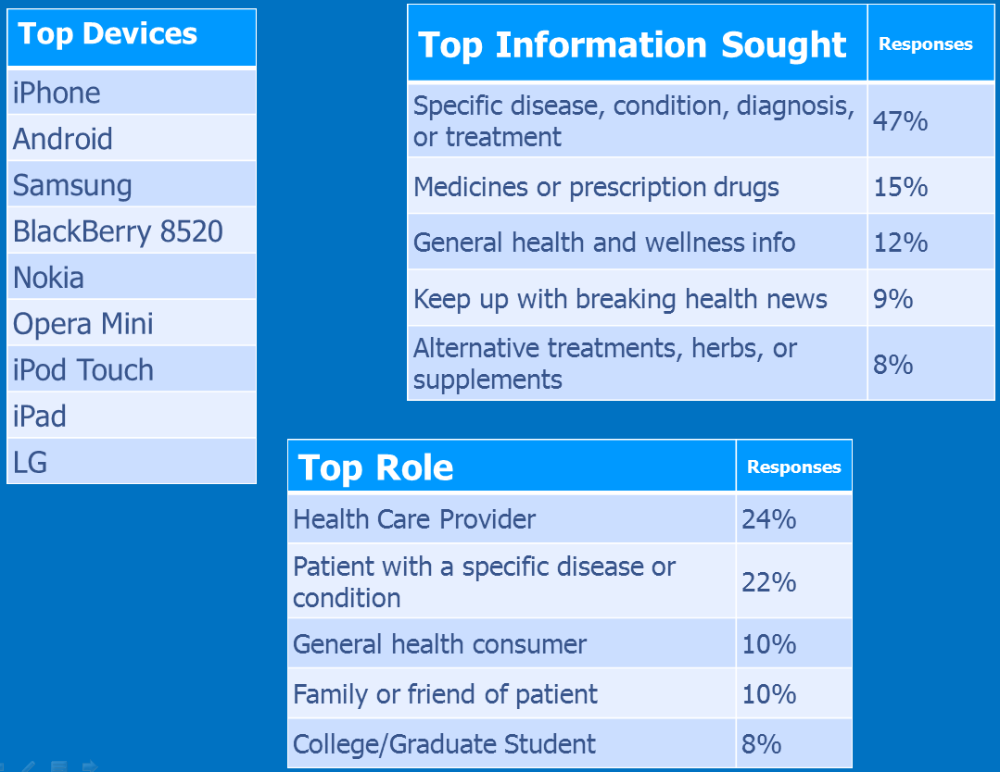 Top Devices
iPhone
Android
Samsung
BlackBerry 8520
Nokia
Opera Mini
iPod Touch
iPad
LG
Top Information Sought Responses
Specific disease, condition, diagnosis,
or treatment
47%
Medicines or prescription drugs 15%
General health and wellness info 12%
Keep up with breaking health news 9%
Alternative treatments, herbs, or
supplements
8%
Top Role Responses
Health Care Provider 24%
Patient with a specific disease or
condition
22%
General health consumer 10%
Family or friend of patient 10%
College/Graduate Student 8%